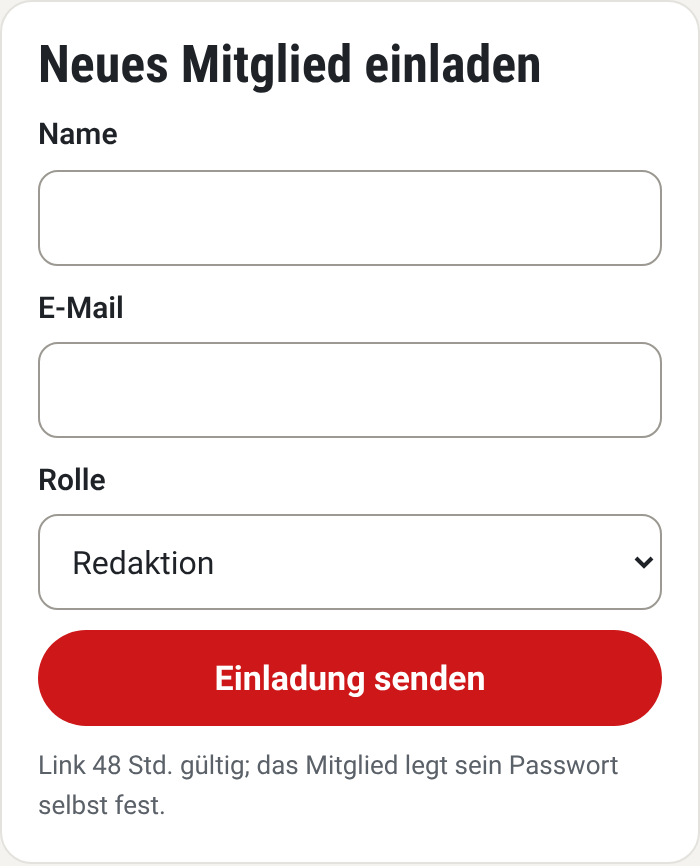 Neues Mitglied einladen
Name
E-Mail
Rolle
Redaktion
Einladung senden
Link 48 Std. gültig; das Mitglied legt sein Passwort
selbst fest.